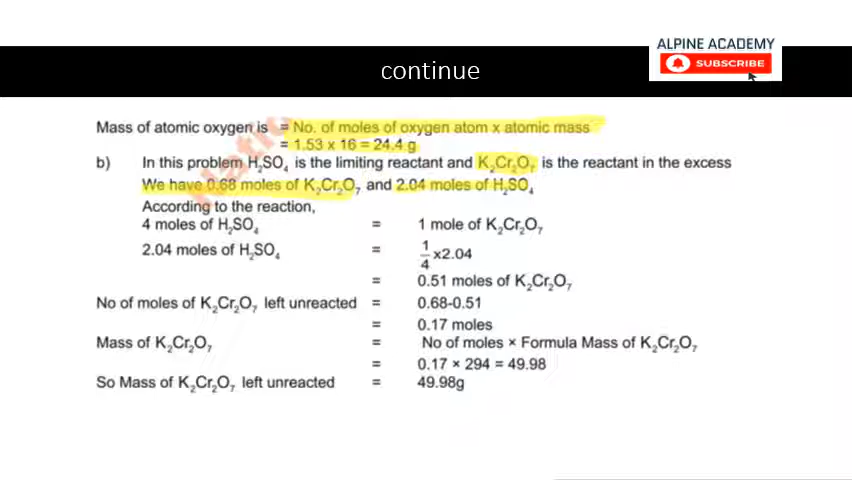 ALPINE ACADEMY
SUBSCRIBE
continue
Mass of atomic oxygen is = No. of moles of oxygen atom x atomic mass
= 1.53 x 16 = 24.4 g
b) In this problem H₂SO₄ is the limiting reactant and K₂Cr₂O₇ is the reactant in the excess
We have 0.68 moles of K₂Cr₂O₇ and 2.04 moles of H₂SO₄
According to the reaction,
4 moles of H₂SO₄ = 1 mole of K₂Cr₂O₇
2.04 moles of H₂SO₄ = 1/4 x2.04
= 0.51 moles of K₂Cr₂O₇
No of moles of K₂Cr₂O₇ left unreacted = 0.68-0.51
= 0.17 moles
Mass of K₂Cr₂O₇ = No of moles × Formula Mass of K₂Cr₂O₇
= 0.17 × 294 = 49.98
So Mass of K₂Cr₂O₇ left unreacted = 49.98g